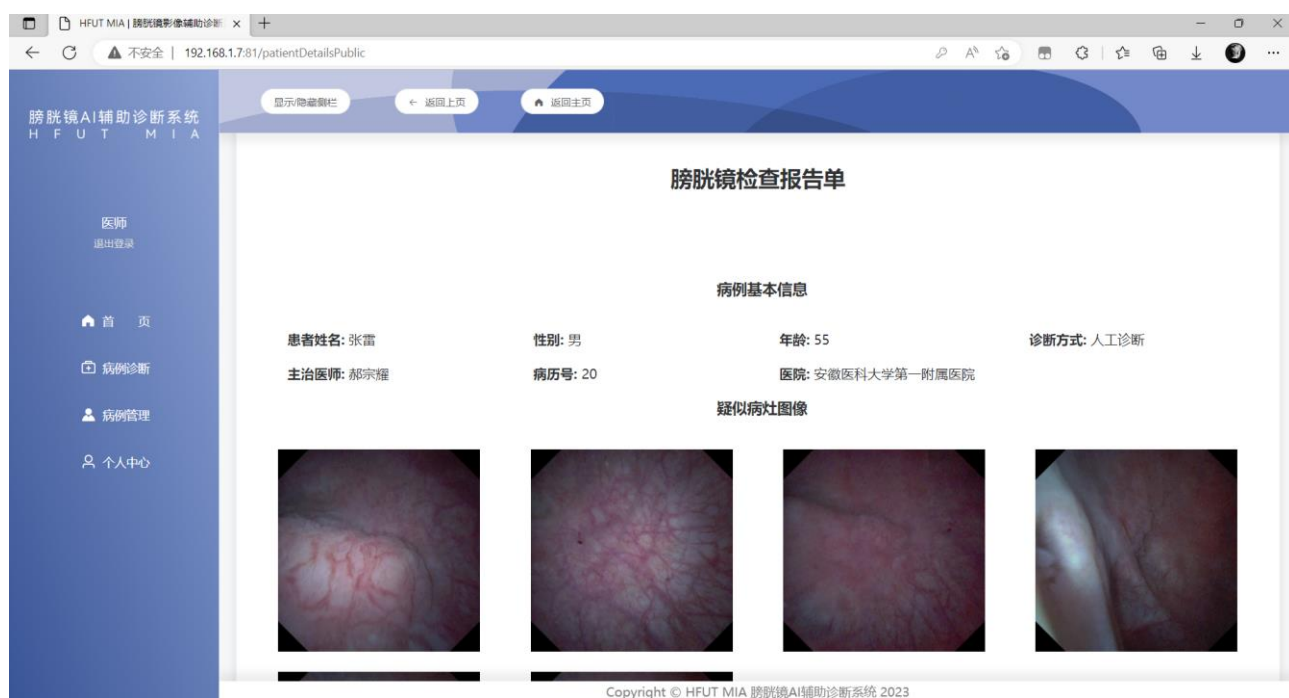 HFUT MIA | 膀胱镜影像辅助诊断
不安全 | 192.168.1.7:81/patientDetailsPublic
膀胱镜AI辅助诊断系统
HFUT MIA
医师
退出登录
首 页
病例诊断
病例管理
个人中心
显示/隐藏侧栏 ← 返回上页 返回主页
膀胱镜检查报告单
病例基本信息
患者姓名: 张雷 性别: 男 年龄: 55 诊断方式: 人工诊断
主治医师: 郝宗耀 病历号: 20 医院: 安徽医科大学第一附属医院
疑似病灶图像
Copyright © HFUT MIA 膀胱镜AI辅助诊断系统 2023